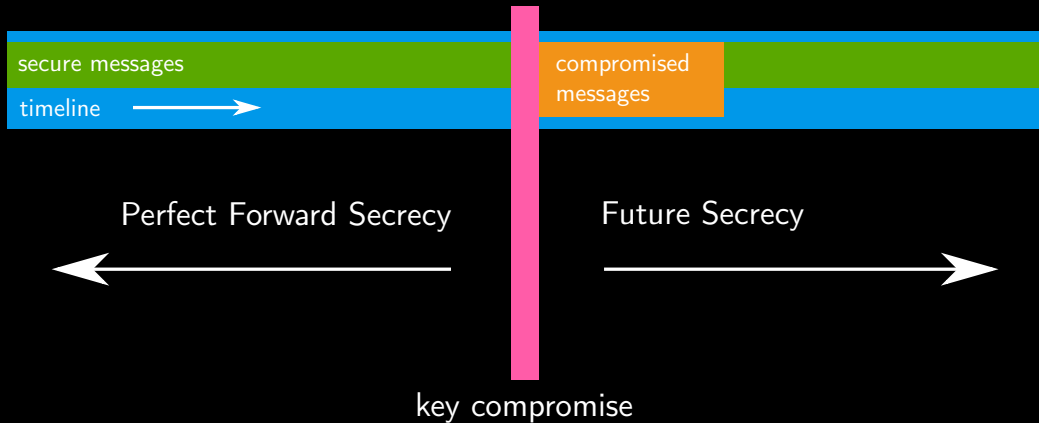 secure messages
compromised
messages
timeline
Perfect Forward Secrecy
Future Secrecy
key compromise